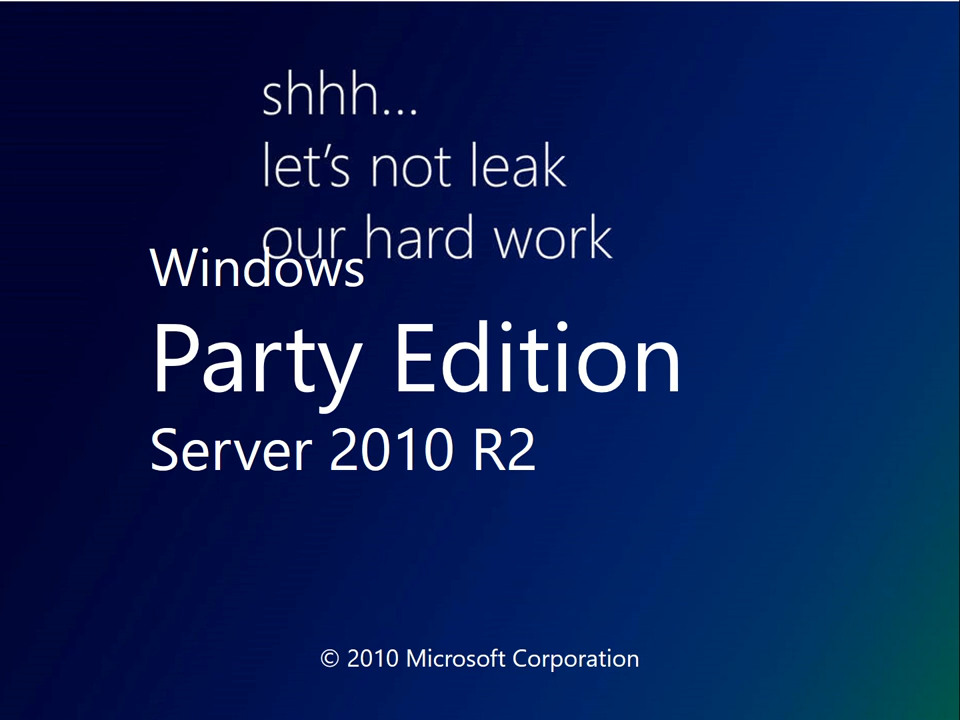 shhh...
let's not leak
our hard work
Windows
Party Edition
Server 2010 R2
© 2010 Microsoft Corporation